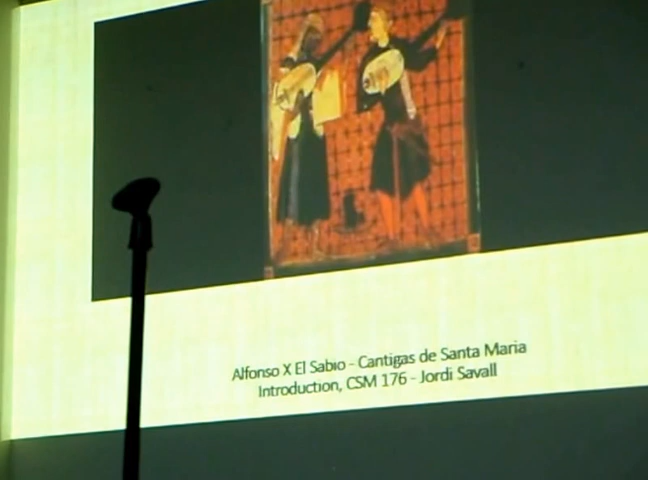 Alfonso X El Sabio - Cantigas de Santa Maria
Introduction, CSM 176 - Jordi Savall